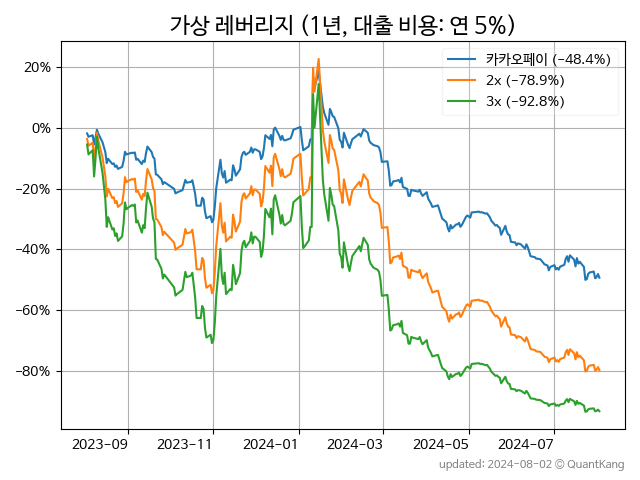 가상 레버리지 (1년, 대출 비용: 연 5%)
카카오페이 (−48.4%)
2x (−78.9%)
3x (−92.8%)
20%
0%
−20%
−40%
−60%
−80%
2023-09 2023-11 2024-01 2024-03 2024-05 2024-07
updated: 2024-08-02 © QuantKang